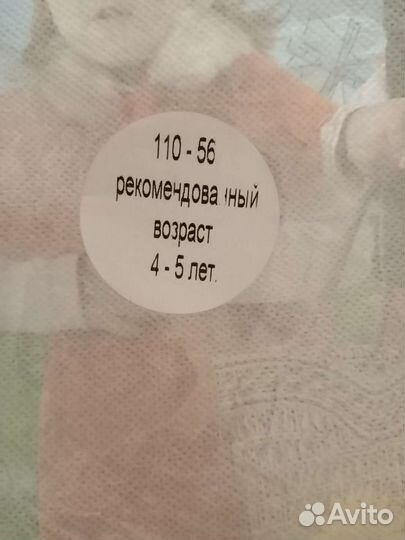 110 - 56
рекомендова.нный
возраст
4 - 5 лет.
Avito